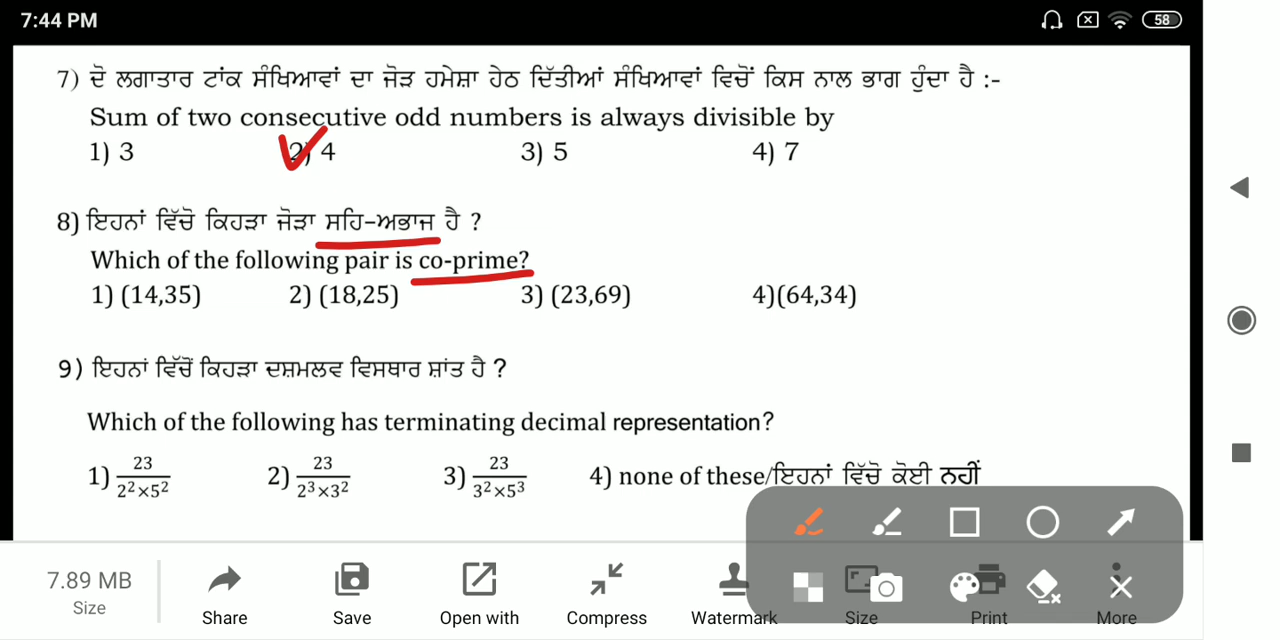 7:44 PM
58
7) ਦੋ ਲਗਾਤਾਰ ਟਾਂਕ ਸੰਖਿਆਵਾਂ ਦਾ ਜੋੜ ਹਮੇਸ਼ਾ ਹੇਠ ਦਿੱਤੀਆਂ ਸੰਖਿਆਵਾਂ ਵਿਚੋਂ ਕਿਸ ਨਾਲ ਭਾਗ ਹੁੰਦਾ ਹੈ :-
Sum of two consecutive odd numbers is always divisible by
1) 3 2) 4 3) 5 4) 7
8) ਇਹਨਾਂ ਵਿੱਚੋ ਕਿਹੜਾ ਜੋੜਾ ਸਹਿ-ਅਭਾਜ ਹੈ ?
Which of the following pair is co-prime?
1) (14,35) 2) (18,25) 3) (23,69) 4)(64,34)
9) ਇਹਨਾਂ ਵਿੱਚੋਂ ਕਿਹੜਾ ਦਸ਼ਮਲਵ ਵਿਸਥਾਰ ਸ਼ਾਂਤ ਹੈ ?
Which of the following has terminating decimal representation?
1) 23/(2²×5²) 2) 23/(2³×3²) 3) 23/(3²×5³) 4) none of these/ਇਹਨਾਂ ਵਿੱਚੋ ਕੋਈ ਨਹੀਂ
7.89 MB
Size
Share Save Open with Compress Watermark Size Print More